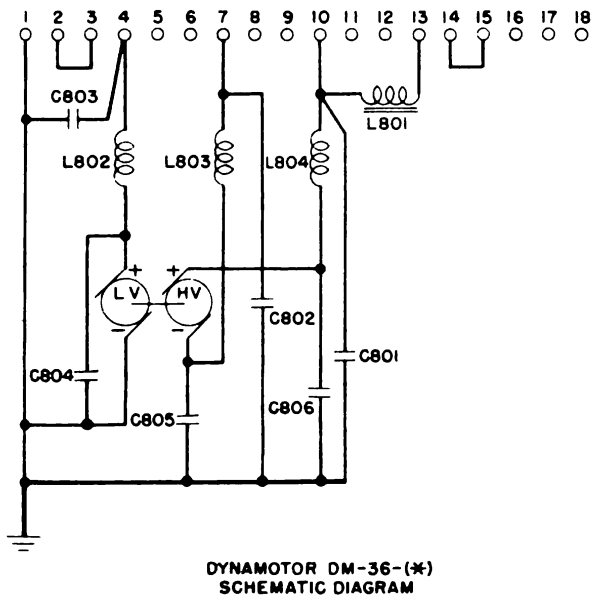 1 2 3 4 5 6 7 8 9 10 11 12 13 14 15 16 17 18
C803
L801
L802 L803 L804
+ +
LV HV
- -
C802
C801
C804
C805 C806
DYNAMOTOR DM-36-(*)
SCHEMATIC DIAGRAM